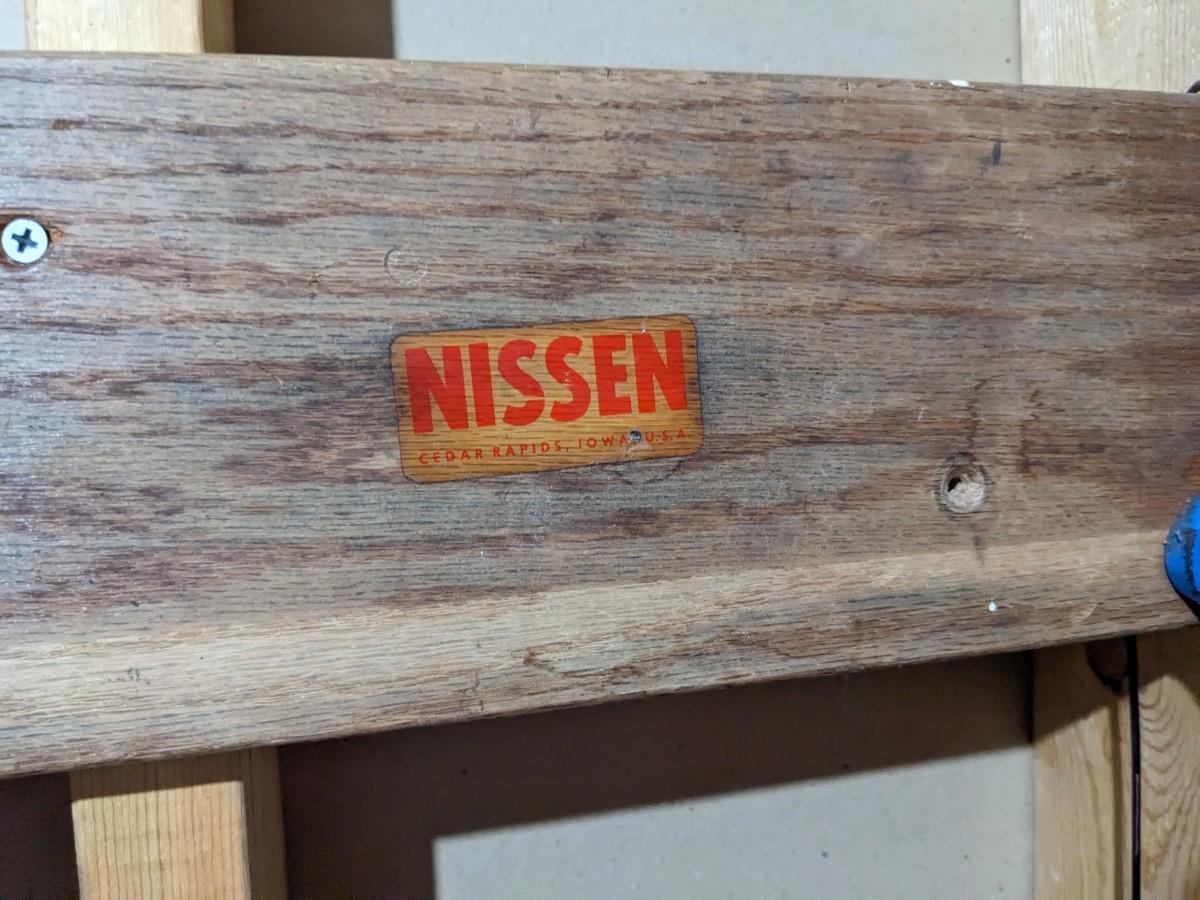 NISSEN
CEDAR RAPIDS, IOWA, U.S.A.